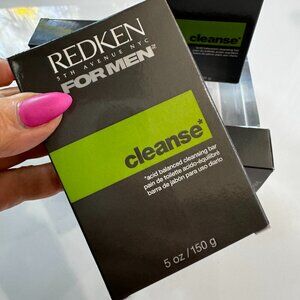 REDKEN
5TH AVENUE NYC
FOR MEN
cleanse*
*acid balanced cleansing bar
pain de toilette acido-équilibré
barra de jabón para uso diario
5 oz / 150 g
cleanse*